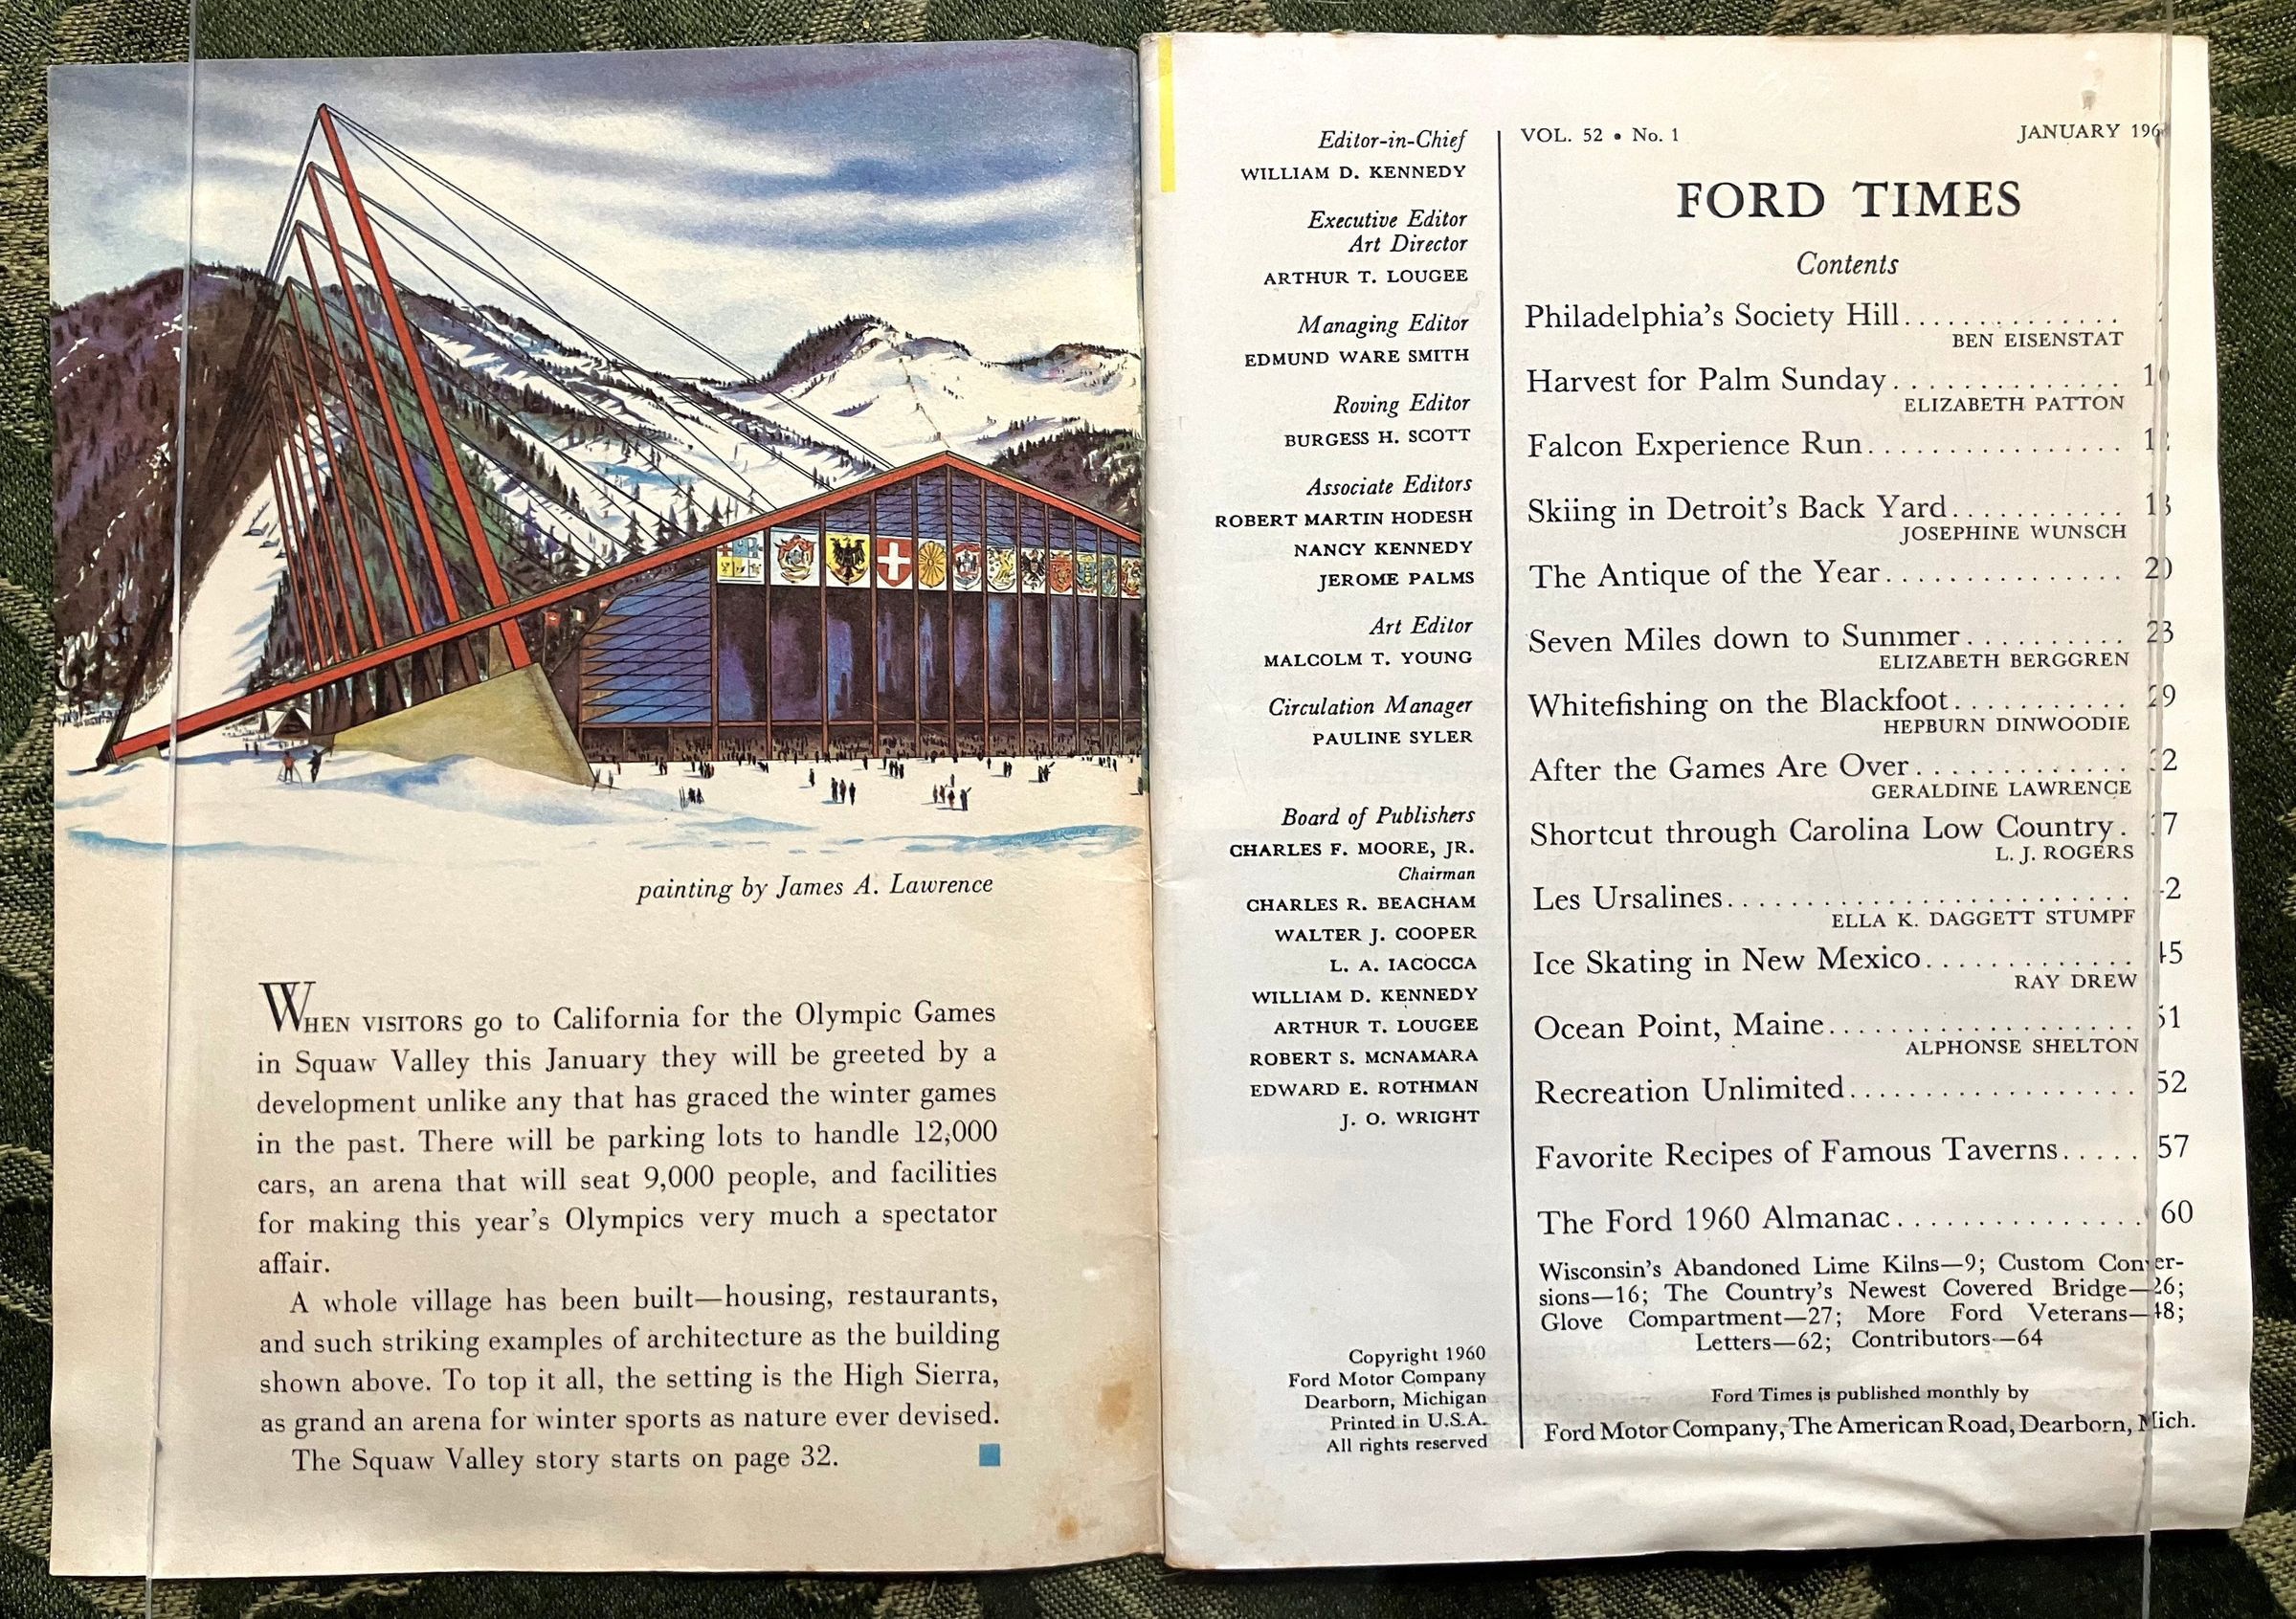 painting by James A. Lawrence
WHEN VISITORS go to California for the Olympic Games
in Squaw Valley this January they will be greeted by a
development unlike any that has graced the winter games
in the past. There will be parking lots to handle 12,000
cars, an arena that will seat 9,000 people, and facilities
for making this year's Olympics very much a spectator
affair.
A whole village has been built—housing, restaurants,
and such striking examples of architecture as the building
shown above. To top it all, the setting is the High Sierra,
as grand an arena for winter sports as nature ever devised.
The Squaw Valley story starts on page 32.
Editor-in-Chief
WILLIAM D. KENNEDY
Executive Editor
Art Director
ARTHUR T. LOUGEE
Managing Editor
EDMUND WARE SMITH
Roving Editor
BURGESS H. SCOTT
Associate Editors
ROBERT MARTIN HODESH
NANCY KENNEDY
JEROME PALMS
Art Editor
MALCOLM T. YOUNG
Circulation Manager
PAULINE SYLER
Board of Publishers
CHARLES F. MOORE, JR.
Chairman
CHARLES R. BEACHAM
WALTER J. COOPER
L. A. IACOCCA
WILLIAM D. KENNEDY
ARTHUR T. LOUGEE
ROBERT S. MCNAMARA
EDWARD E. ROTHMAN
J. O. WRIGHT
Copyright 1960
Ford Motor Company
Dearborn, Michigan
Printed in U.S.A.
All rights reserved
VOL. 52 • No. 1 JANUARY
FORD TIMES
Contents
Philadelphia's Society Hill..............
BEN EISENSTAT
Harvest for Palm Sunday.............. 10
ELIZABETH PATTON
Falcon Experience Run................
Skiing in Detroit's Back Yard...........
JOSEPHINE WUNSCH
The Antique of the Year............... 20
Seven Miles down to Summer.......... 23
ELIZABETH BERGGREN
Whitefishing on the Blackfoot........... 29
HEPBURN DINWOODIE
After the Games Are Over............. 32
GERALDINE LAWRENCE
Shortcut through Carolina Low Country. 37
L. J. ROGERS
Les Ursalines......................... 42
ELLA K. DAGGETT STUMPF
Ice Skating in New Mexico............. 45
RAY DREW
Ocean Point, Maine................... 51
ALPHONSE SHELTON
Recreation Unlimited.................. 52
Favorite Recipes of Famous Taverns..... 57
The Ford 1960 Almanac................ 60
Wisconsin's Abandoned Lime Kilns—9; Custom Conver-
sions—16; The Country's Newest Covered Bridge—26;
Glove Compartment—27; More Ford Veterans—48;
Letters—62; Contributors—64
Ford Times is published monthly by
Ford Motor Company, The American Road, Dearborn, Mich.